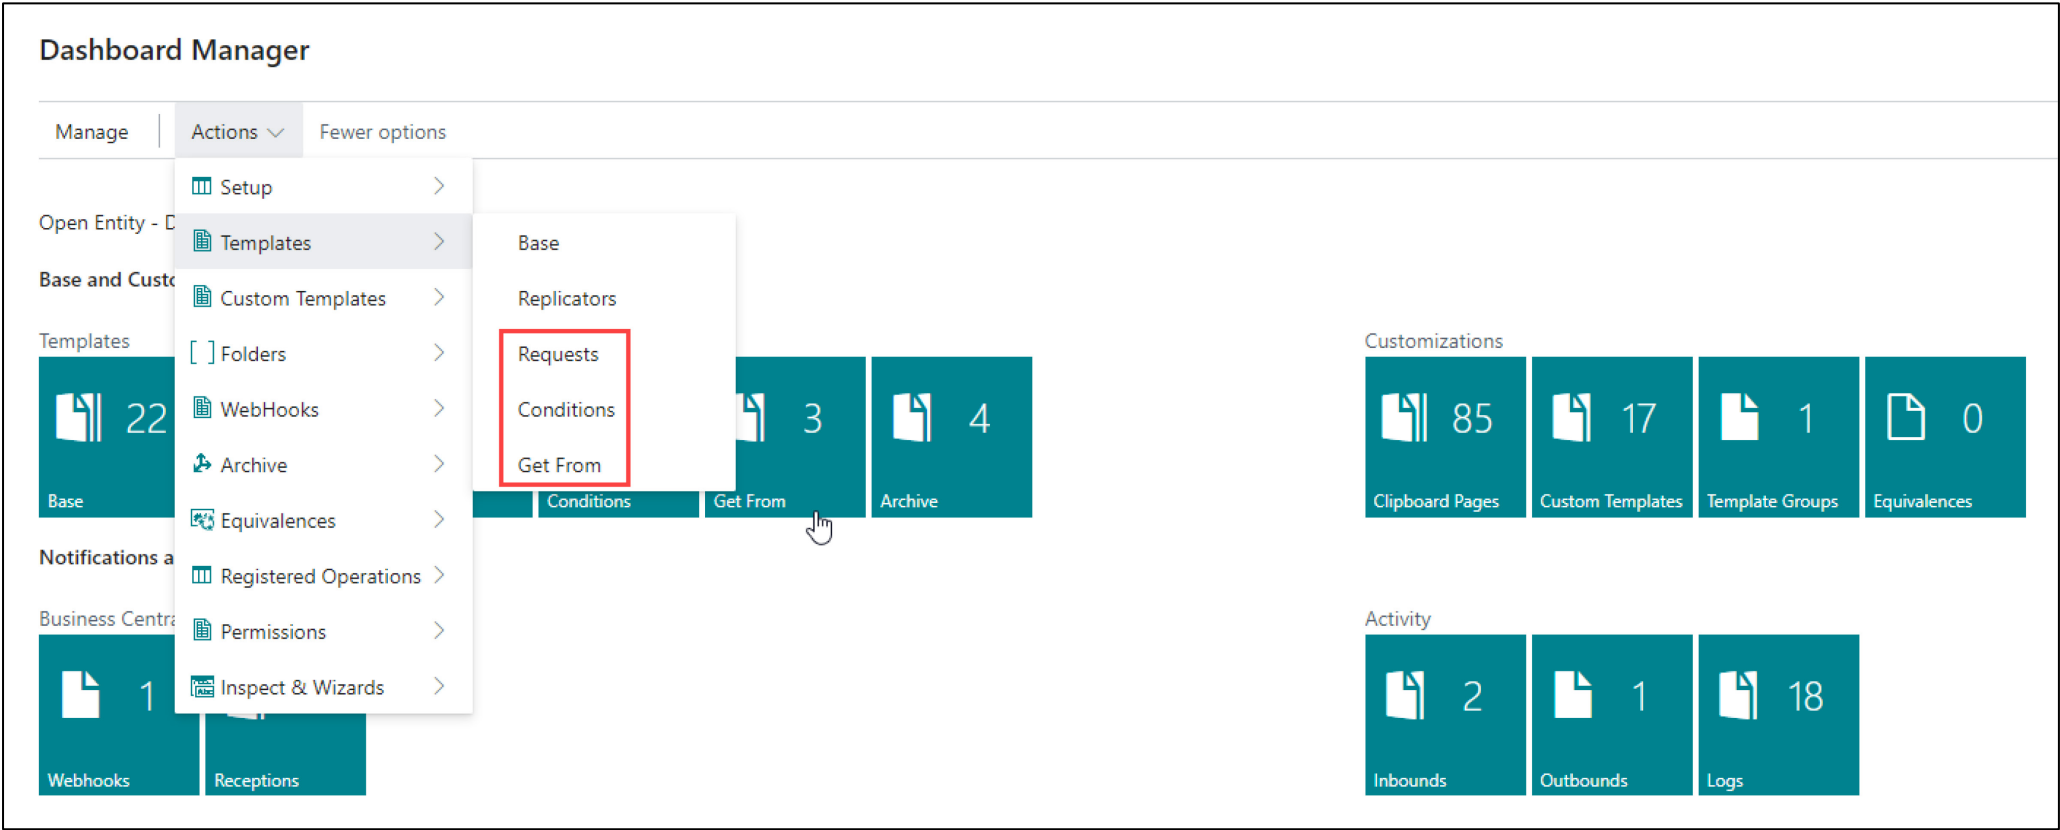 Dashboard Manager
Manage Actions Fewer options
Setup
Open Entity -
Templates
Base
Base and
Custom Templates
Replicators
Templates
Folders
Requests
Customizations
WebHooks
Conditions
22
3
4
85
17
1
0
Archive
Get From
Base
Conditions
Get From
Archive
Clipboard Pages
Custom Templates
Template Groups
Equivalences
Equivalences
Notifications
Registered Operations
Business
Permissions
Activity
Inspect & Wizards
1
2
1
18
Webhooks
Receptions
Inbounds
Outbounds
Logs